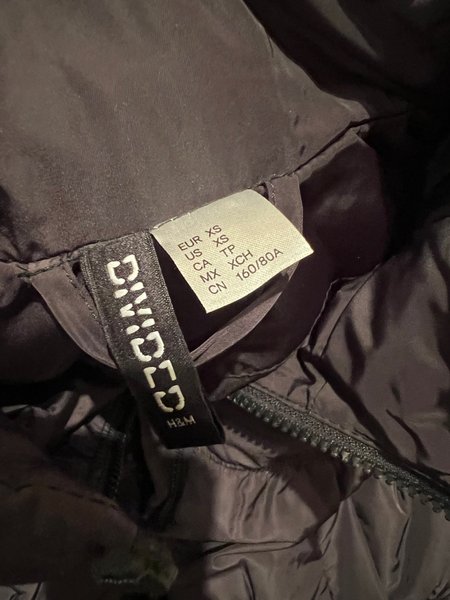 EUR XS
US XS
CA TP
MX XCH
CN 160/80A
DIVIDED
H&M